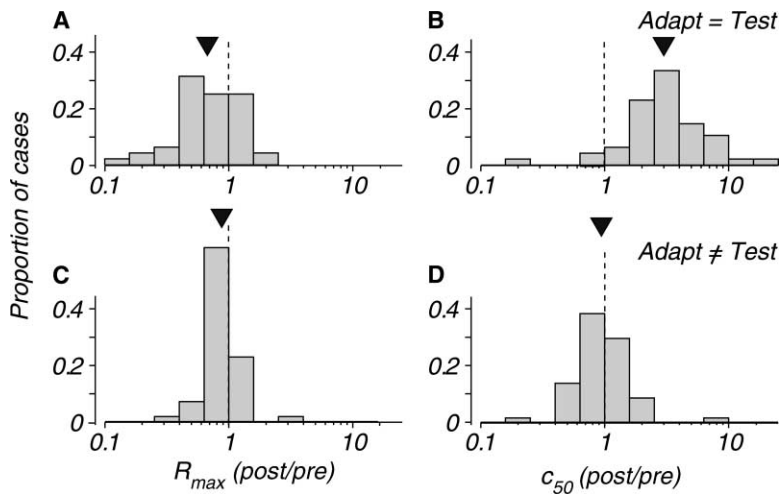 A
B
Adapt = Test
0.4
0.4
0.2
0.2
0
0
0.1
1
10
0.1
1
10
Proportion of cases
C
D
Adapt ≠ Test
0.4
0.4
0.2
0.2
0
0
0.1
1
10
0.1
1
10
Rmax (post/pre)
c50 (post/pre)